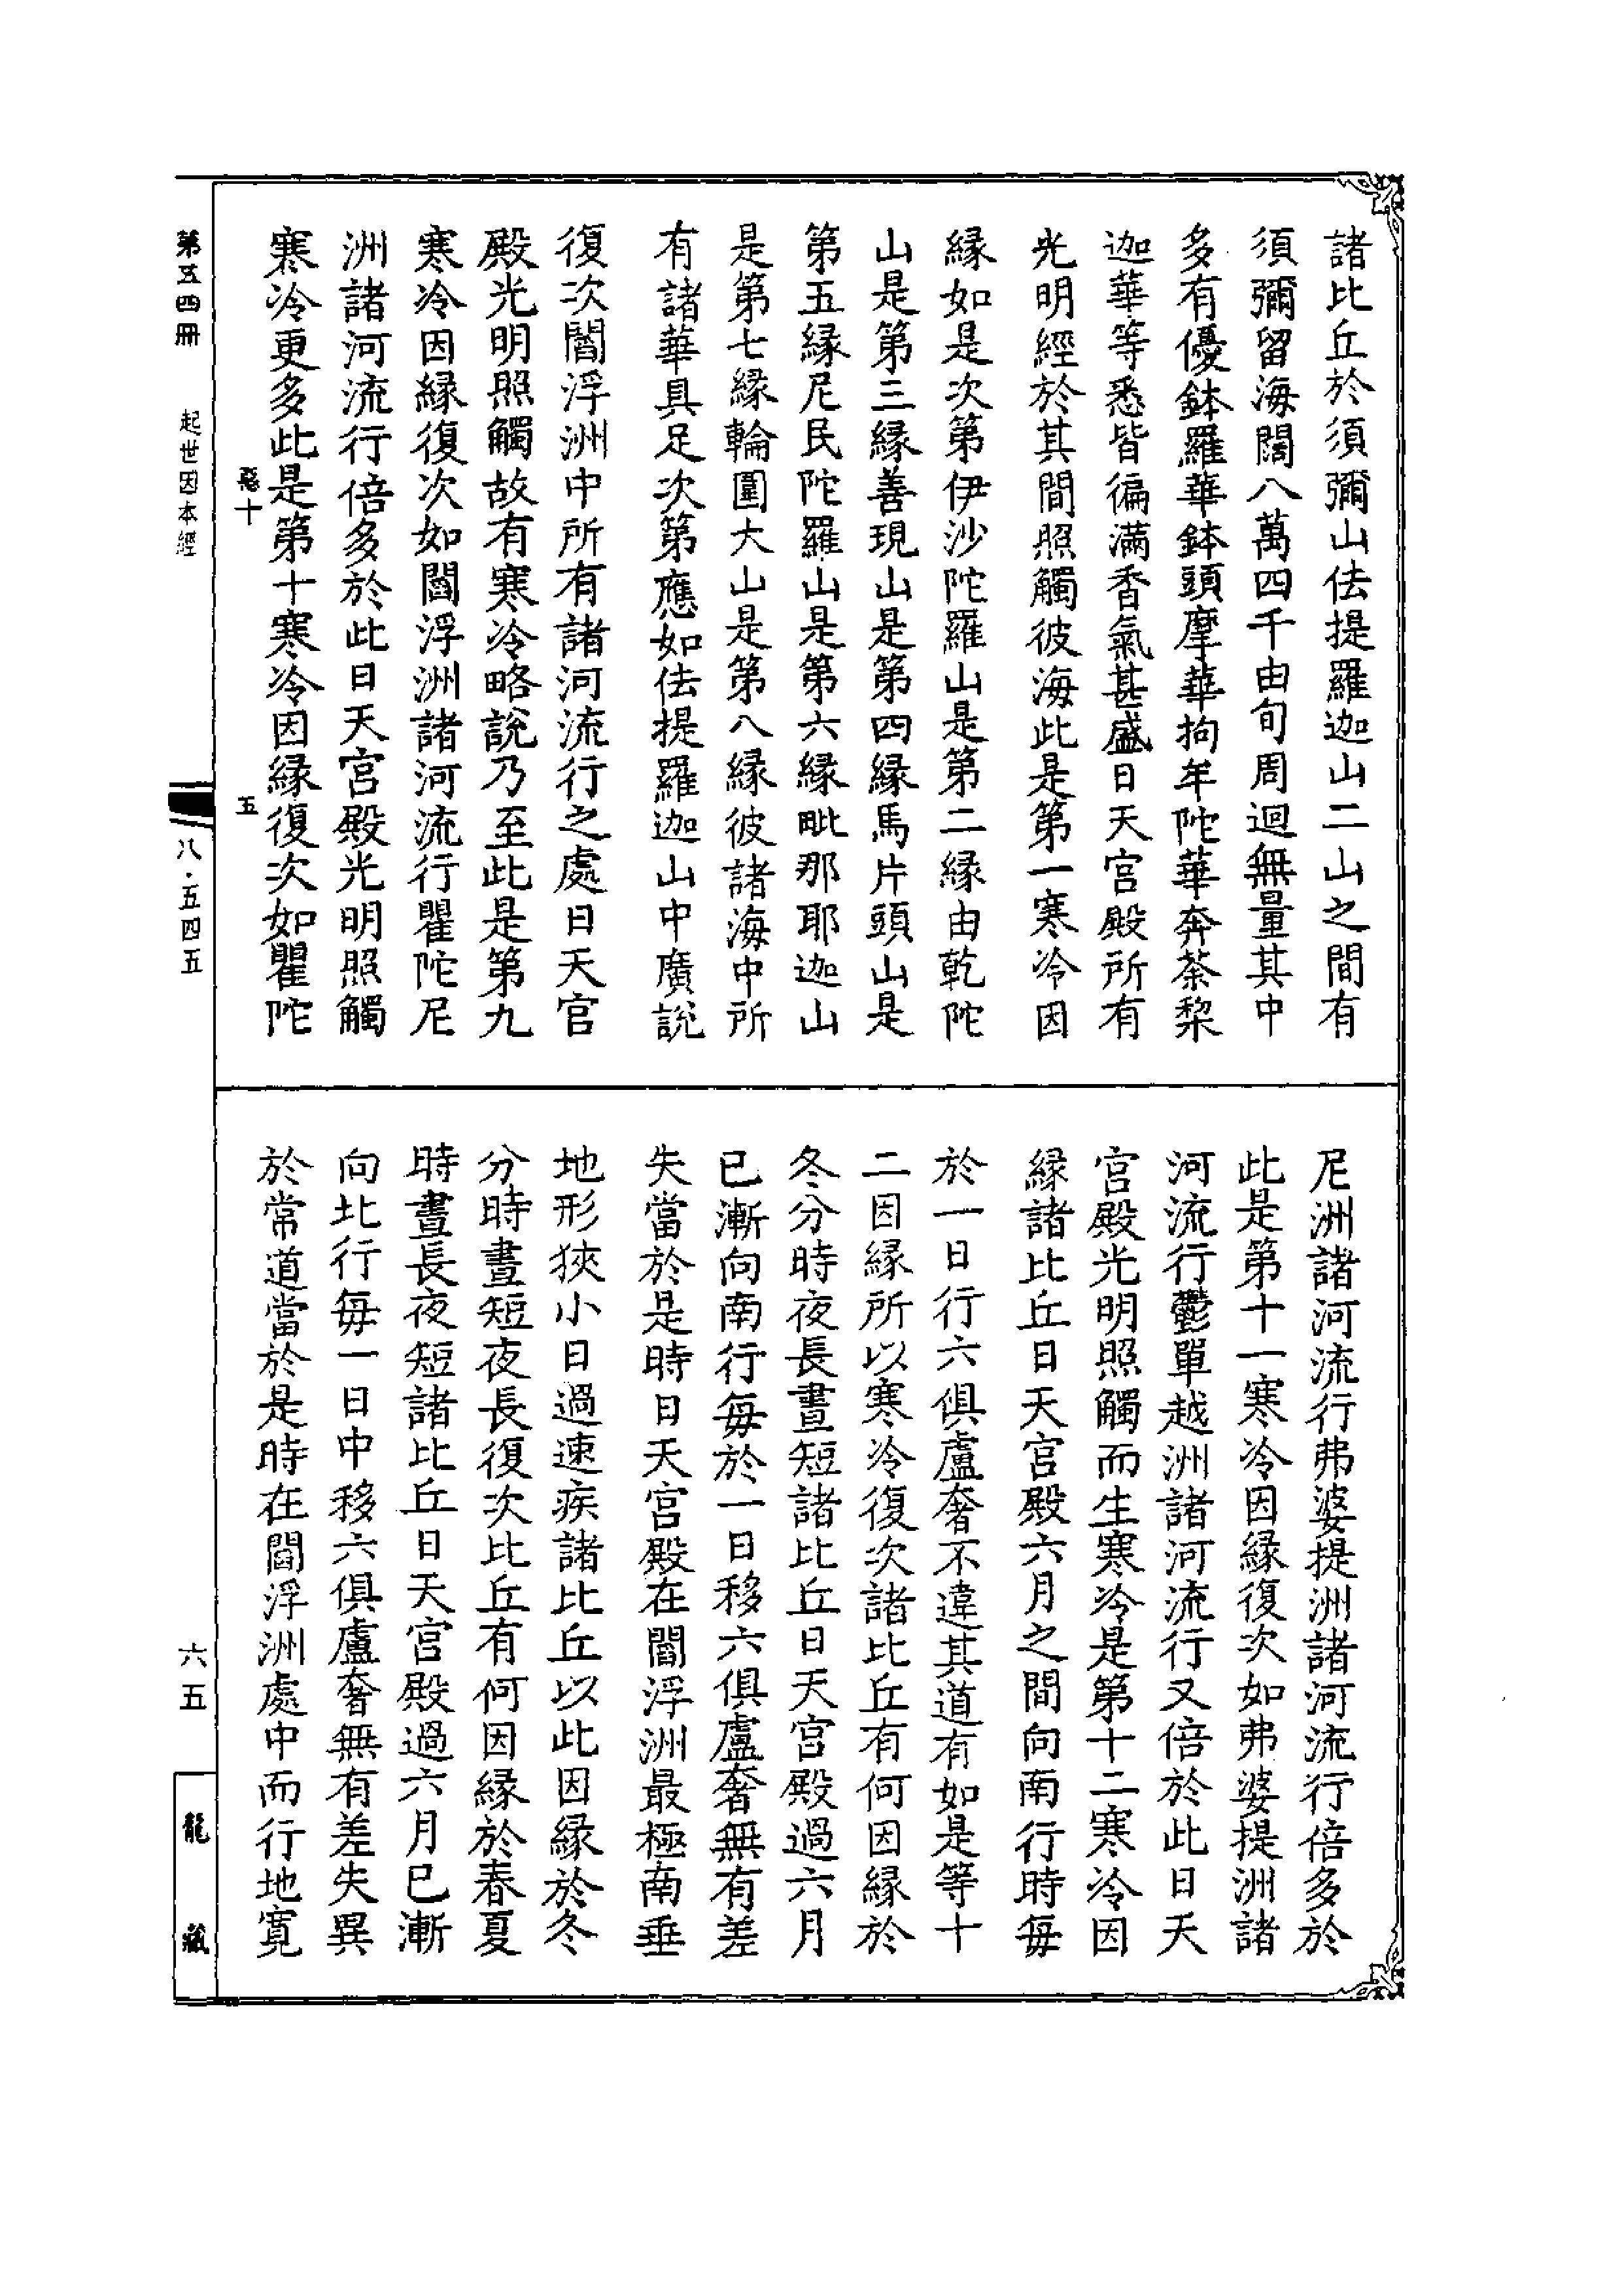 諸比丘於須彌山佉提羅迦山二山之間有
須彌留海闊八萬四千由旬周迴無量其中
多有優鉢羅華鉢頭摩華拘牟陀華奔荼棃
迦華等悉皆徧滿香氣甚盛日天宮殿所有
光明經於其間照觸彼海此是第一寒冷因
緣如是次第伊沙陀羅山是第二緣由乾陀
山是第三緣善現山是第四緣馬片頭山是
第五緣尼民陀羅山是第六緣毗那耶迦山
是第七緣輪圍大山是第八緣彼諸海中所
有諸華具足次第應如佉提羅迦山中廣説
復次閻浮洲中所有諸河流行之處日天宮
殿光明照觸故有寒冷略説乃至此是第九
寒冷因緣復次如閻浮洲諸河流行瞿陀尼
洲諸河流行倍多於此日天宮殿光明照觸
寒冷更多此是第十寒冷因緣復次如瞿陀
尼洲諸河流行弗婆提洲諸河流行倍多於
此是第十一寒冷因緣復次如弗婆提洲諸
河流行鬱單越洲諸河流行又倍於此日天
宮殿光明照觸而生寒冷是第十二寒冷因
緣諸比丘日天宮殿六月之間向南行時每
於一日行六俱盧奢不違其道有如是等十
二因緣所以寒冷復次諸比丘有何因緣於
冬分時夜長晝短諸比丘日天宮殿過六月
已漸向南行每於一日移六俱盧奢無有差
失當於是時日天宮殿在閻浮洲最極南垂
地形狹小日過速疾諸比丘以此因緣於冬
分時晝短夜長復次比丘有何因緣於春夏
時晝長夜短諸比丘日天宮殿過六月已漸
向北行每一日中移六俱盧奢無有差失異
於常道當於是時在閻浮洲處中而行地寬
惡十
五
第五四冊
起世因本經
八·五四五
六五
龍藏